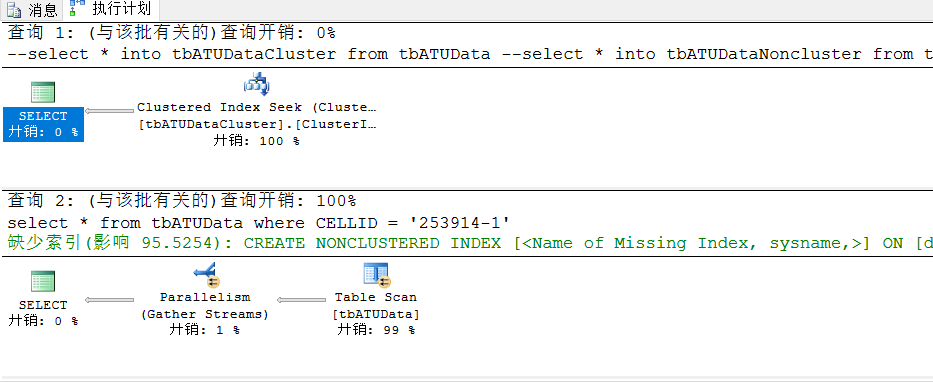 消息 执行计划
查询 1: (与该批有关的)查询开销: 0%
--select * into tbATUDataCluster from tbATUData --select * into tbATUDataNoncluster from t
Clustered Index Seek (Cluste…
[tbATUDataCluster].[ClusterI…
SELECT
开销: 0 %
开销: 100 %
查询 2: (与该批有关的)查询开销: 100%
select * from tbATUData where CELLID = '253914-1'
缺少索引(影响 95.5254): CREATE NONCLUSTERED INDEX [<Name of Missing Index, sysname,>] ON [d
SELECT
开销: 0 %
Parallelism
(Gather Streams)
开销: 1 %
Table Scan
[tbATUData]
开销: 99 %